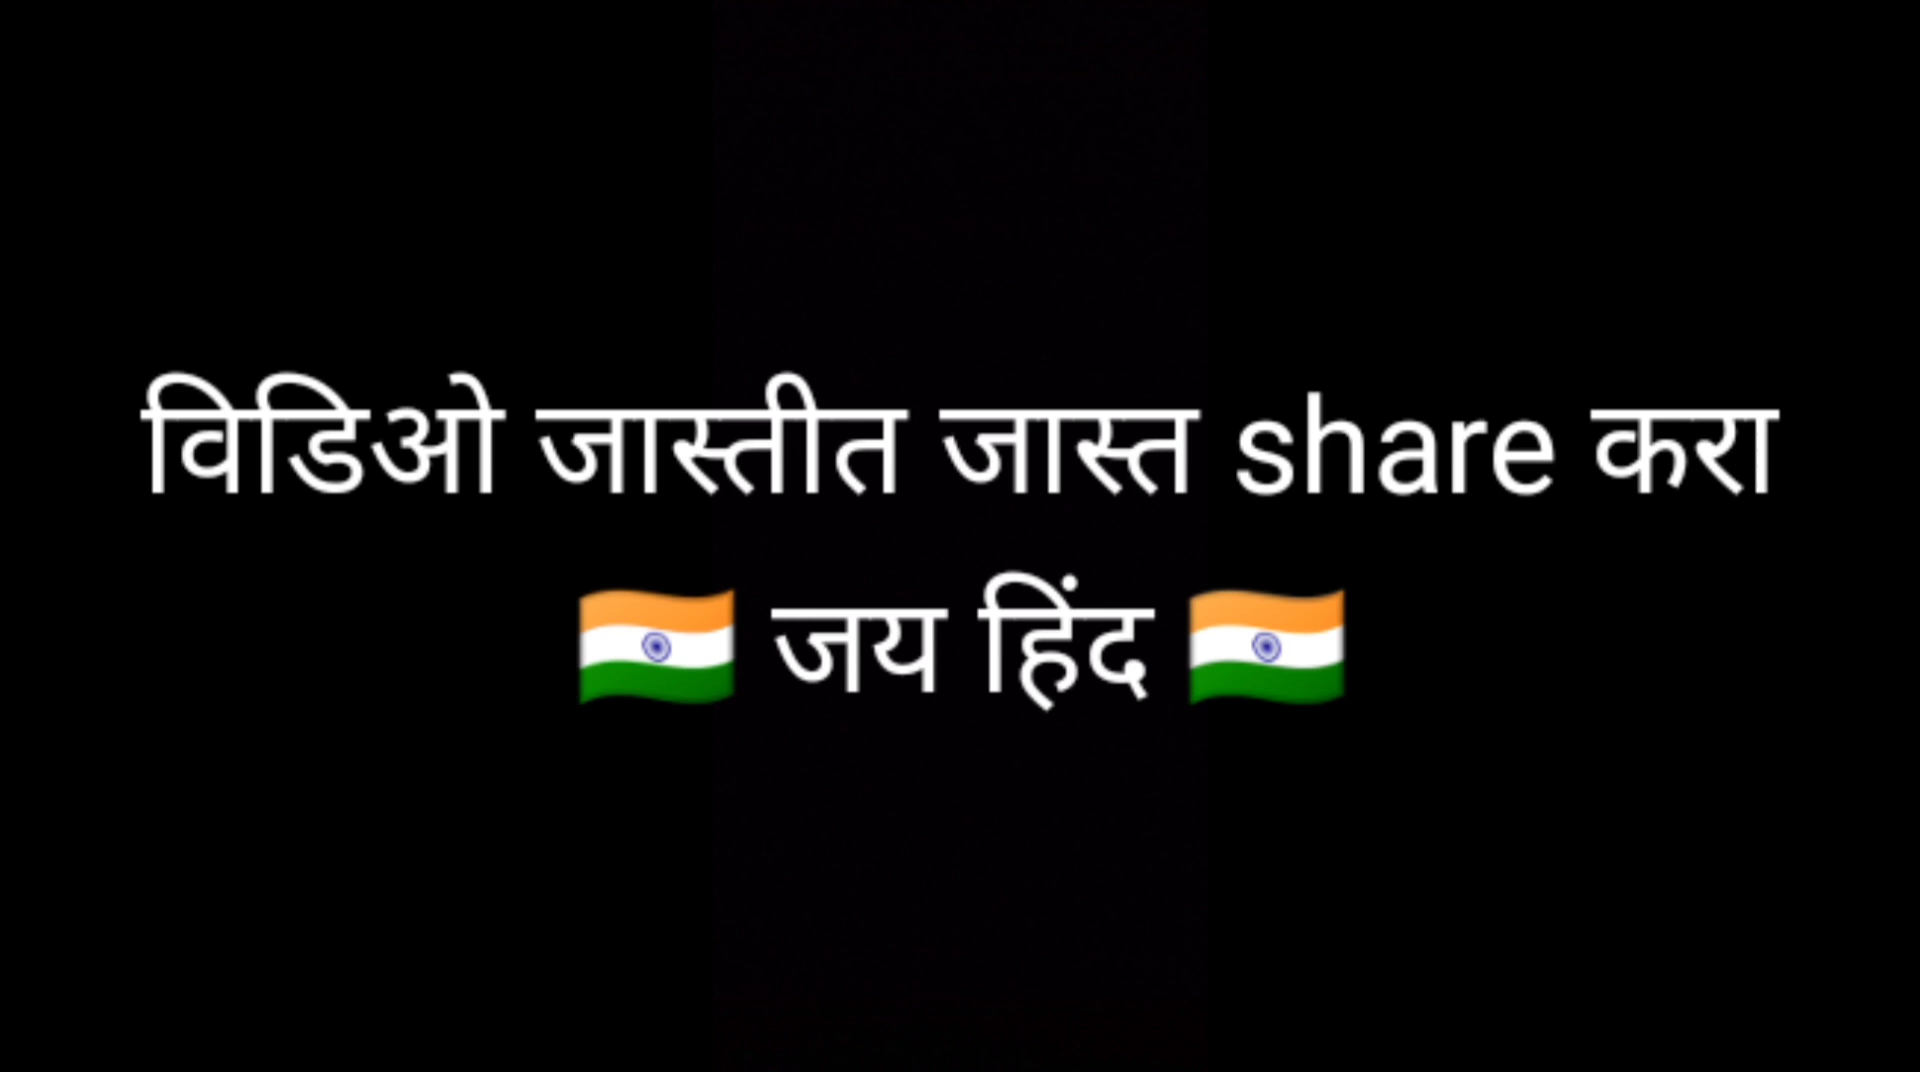 विडिओ जास्तीत जास्त share करा
🇮🇳 जय हिंद 🇮🇳